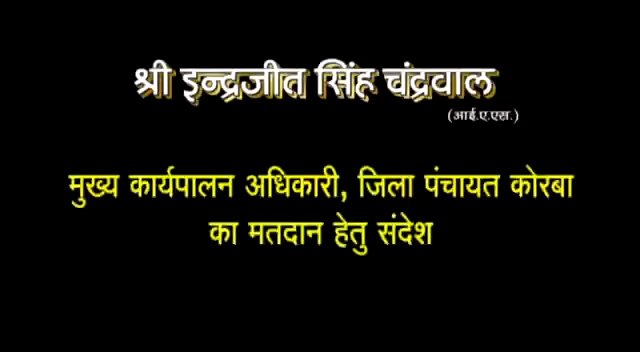 श्री इन्द्रजीत सिंह चंद्रवाल
(आई.ए.एस.)
मुख्य कार्यपालन अधिकारी, जिला पंचायत कोरबा
का मतदान हेतु संदेश